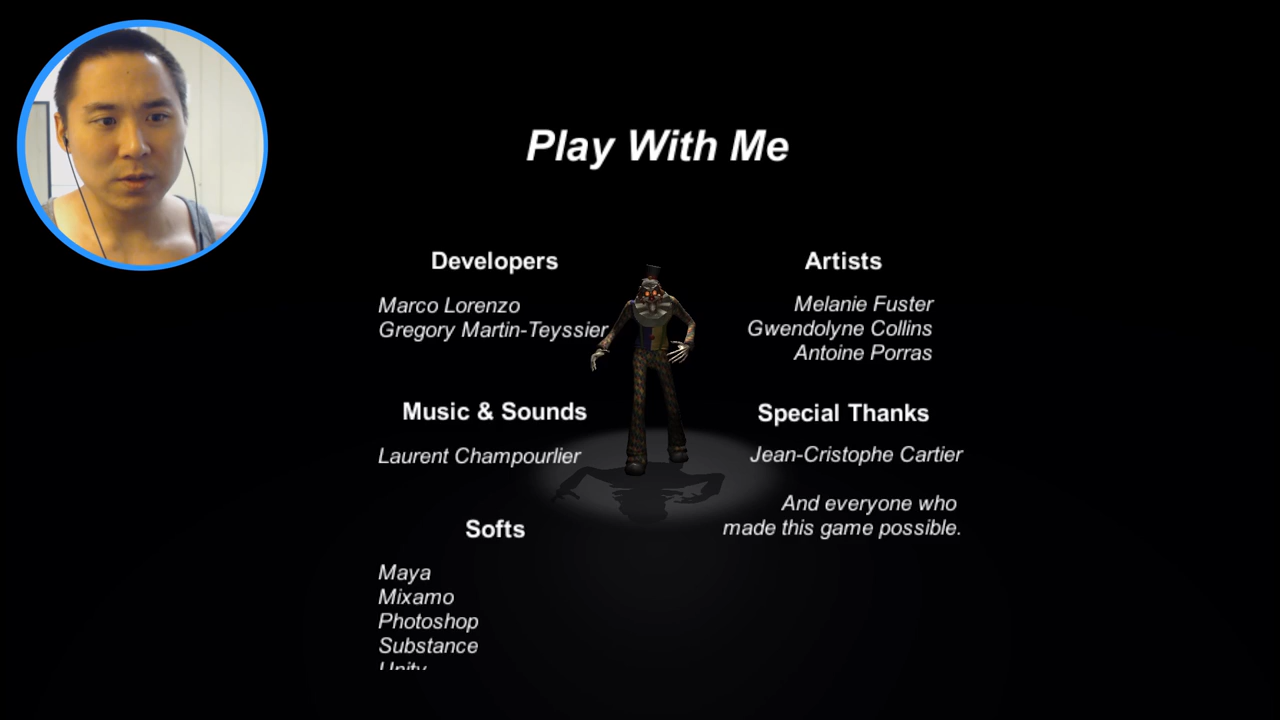 Play With Me
Developers
Marco Lorenzo
Gregory Martin-Teyssier
Artists
Melanie Fuster
Gwendolyne Collins
Antoine Porras
Music & Sounds
Laurent Champourlier
Special Thanks
Jean-Cristophe Cartier
And everyone who
made this game possible.
Softs
Maya
Mixamo
Photoshop
Substance
Unity